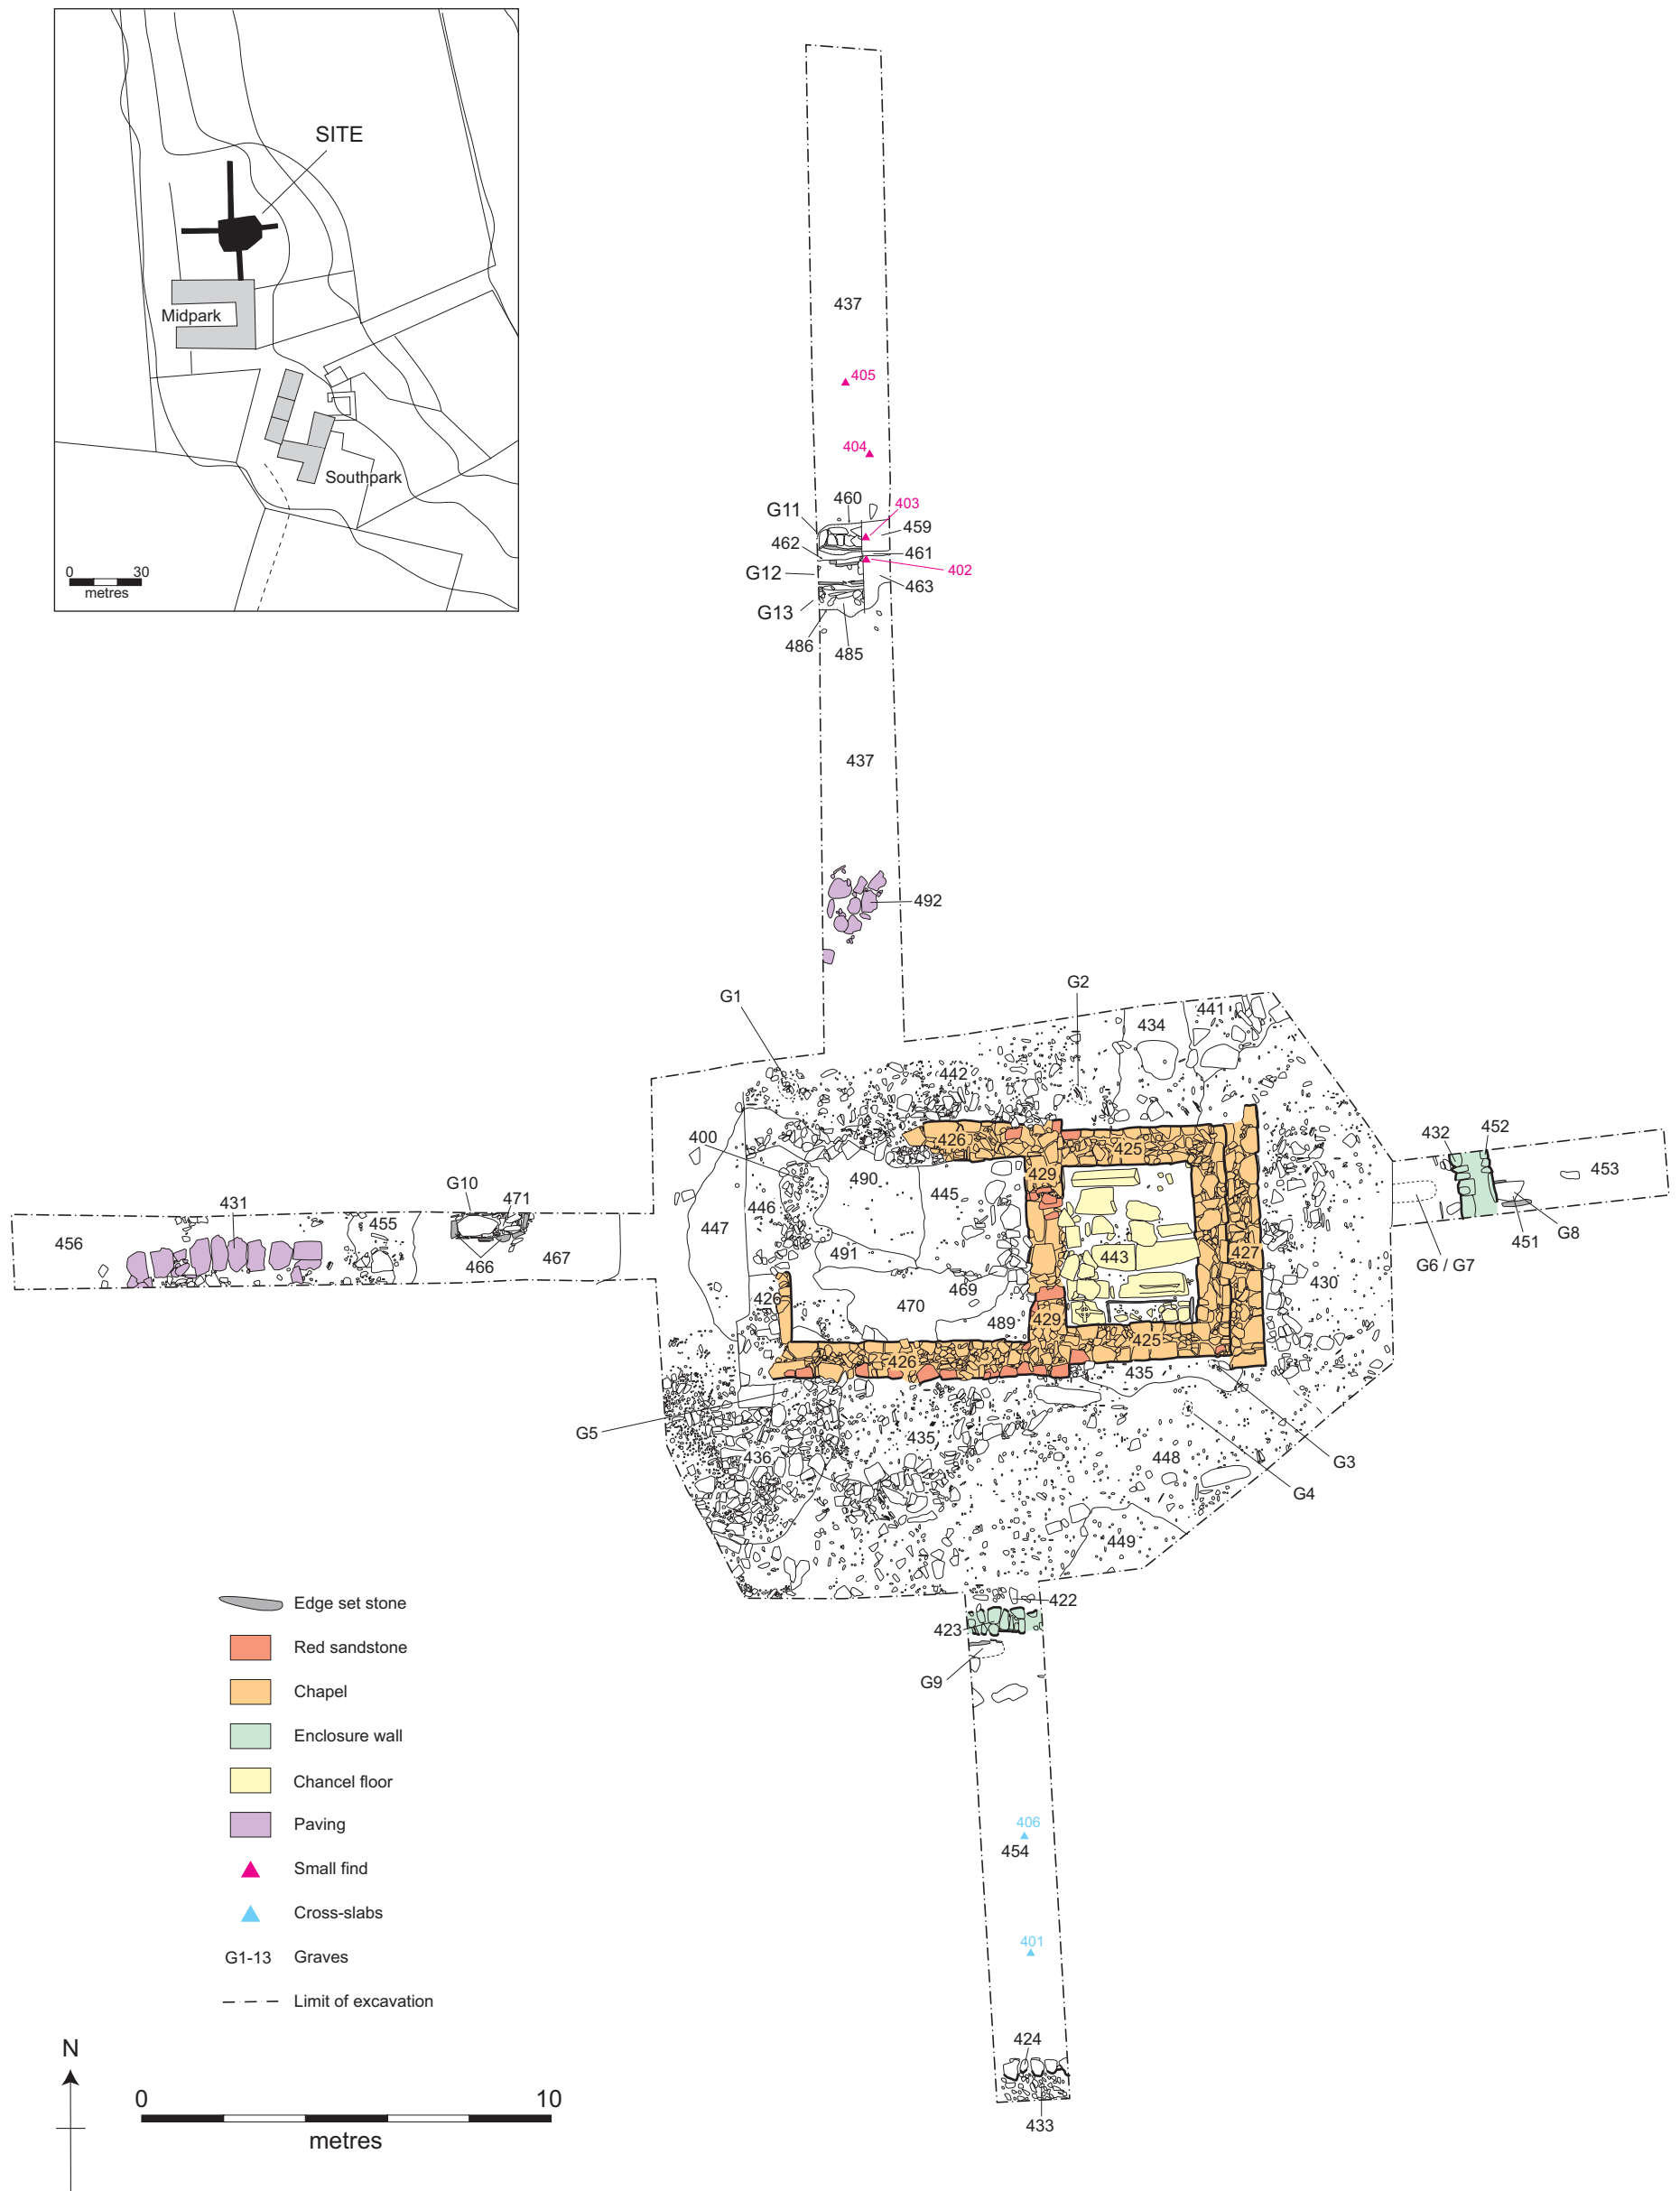 SITE
Midpark
Southpark
0 30
metres
437
405
404
460
403
G11
459
462
461
402
G12
463
G13
486
485
437
492
G1
G2
441
434
442
400
426
425
432
452
429
453
490
G10
471
445
431
446
455
447
456
427
G8
451
491
443
467
G6 / G7
466
430
469
426
470
489
429
425
426
435
G5
435
436
448
G3
G4
449
422
423
G9
406
454
401
424
433
Edge set stone
Red sandstone
Chapel
Enclosure wall
Chancel floor
Paving
Small find
Cross-slabs
G1-13 Graves
Limit of excavation
N
0 10
metres